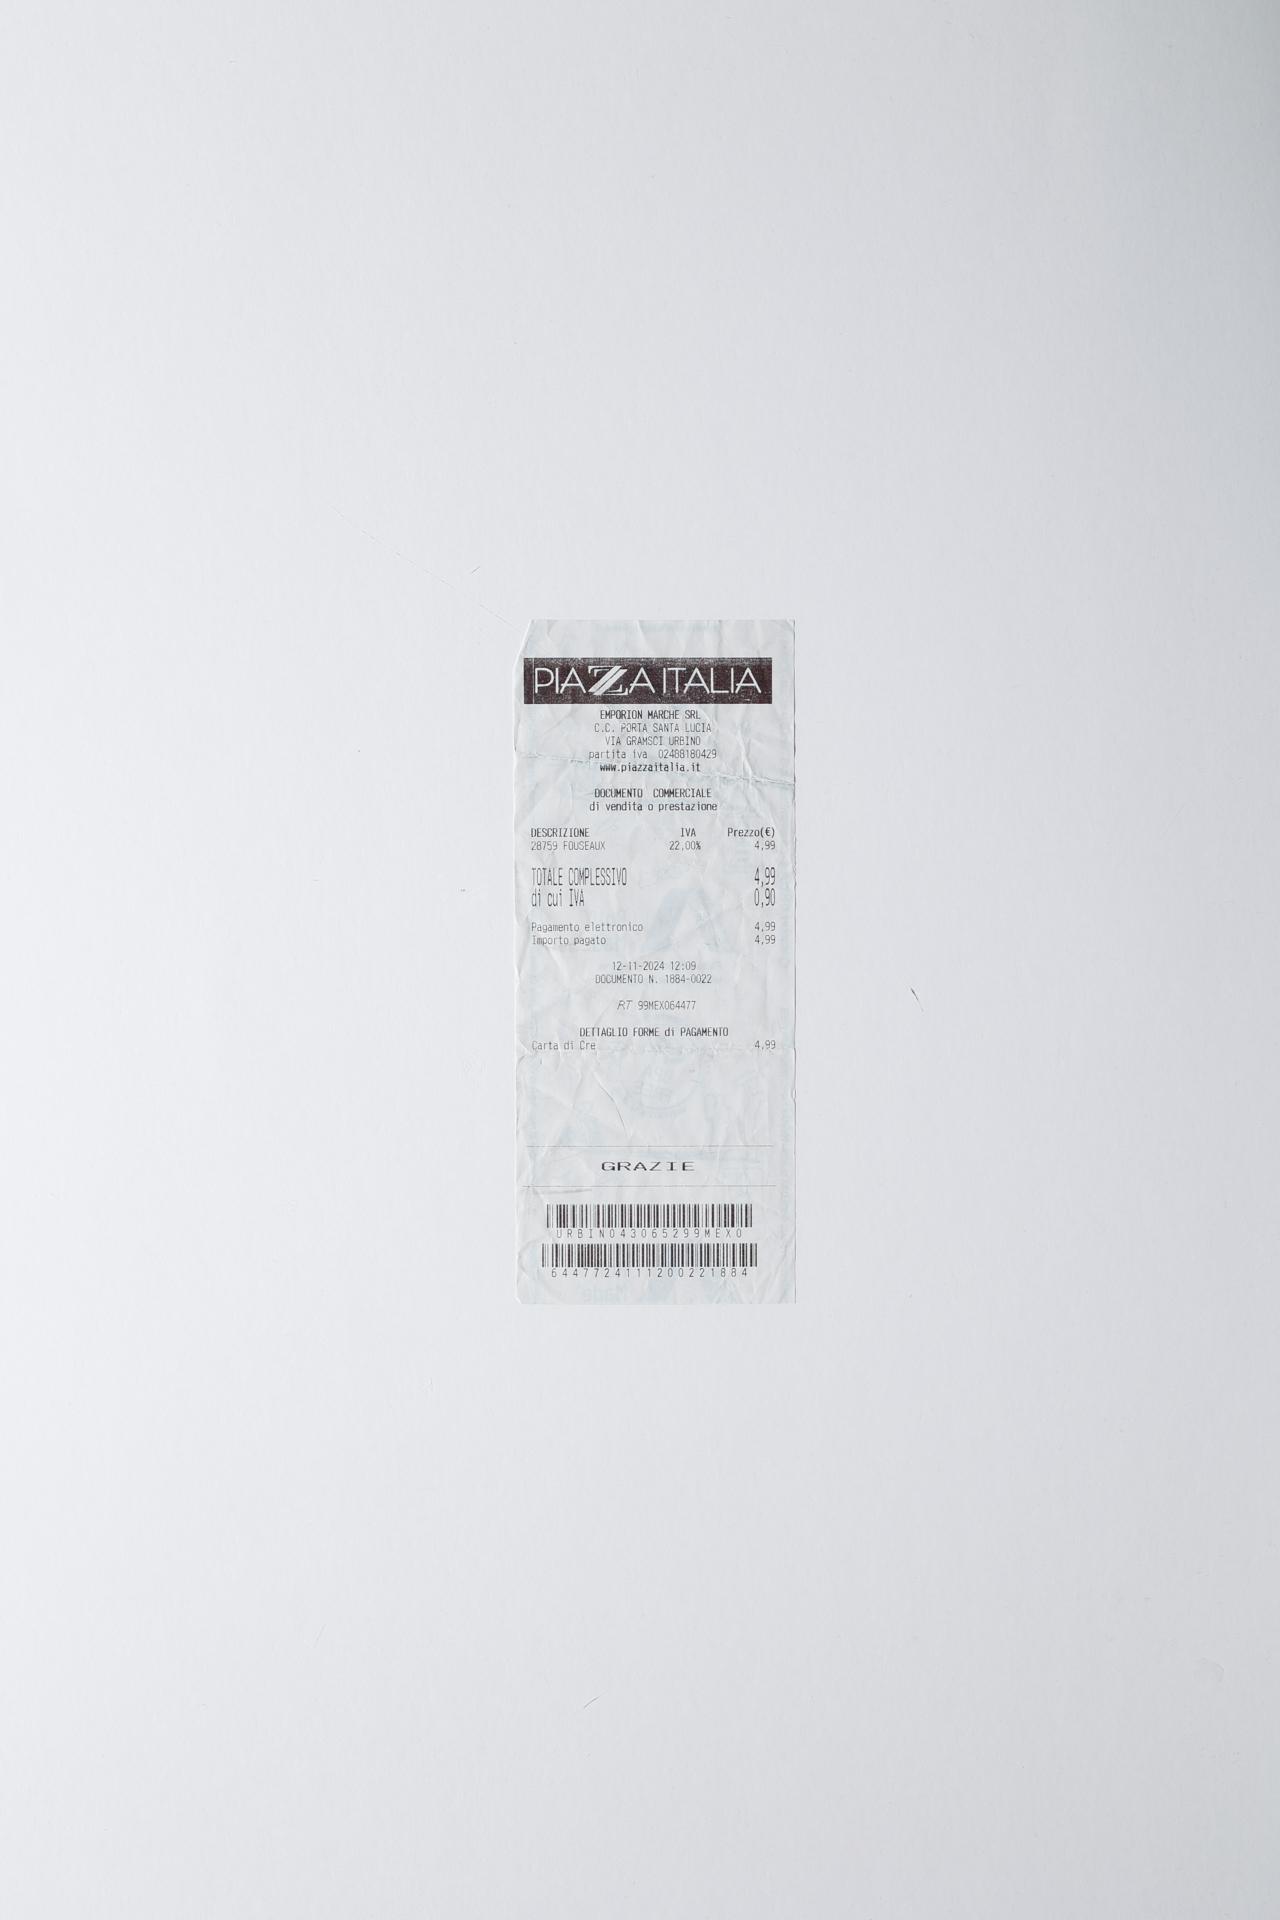 PIAZZA ITALIA
EMPORION MARCHE SRL
C.C. PORTA SANTA LUCIA
VIA GRAMSCI URBINO
partita iva 02468180429
www.piazzaitalia.it
DOCUMENTO COMMERCIALE
di vendita o prestazione
DESCRIZIONE IVA Prezzo(€)
28759 FOUSEAUX 22,00% 4,99
TOTALE COMPLESSIVO 4,99
di cui IVA 0,90
Pagamento elettronico 4,99
Importo pagato 4,99
12-11-2024 12:09
DOCUMENTO N. 1884-0022
RT 99MEX064477
DETTAGLIO FORME di PAGAMENTO
Carta di Cre 4,99
GRAZIE
URBIN043065299MEX0
6447724111200221884